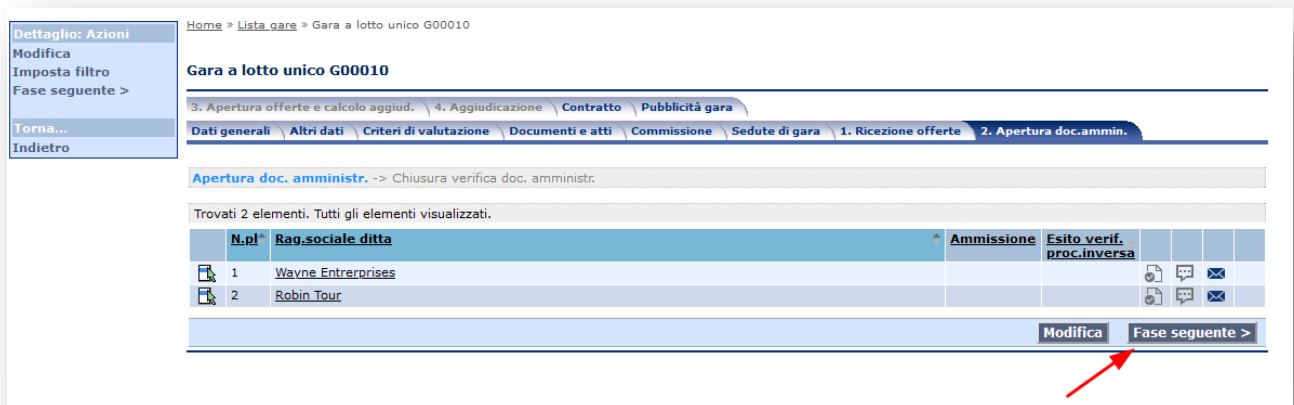 Dettaglio: Azioni
Modifica
Imposta filtro
Fase seguente >
Torna...
Indietro
Home » Lista gare » Gara a lotto unico G00010
Gara a lotto unico G00010
3. Apertura offerte e calcolo aggiud. 4. Aggiudicazione Contratto Pubblicità gara
Dati generali Altri dati Criteri di valutazione Documenti e atti Commissione Sedute di gara 1. Ricezione offerte 2. Apertura doc.ammin.
Apertura doc. amministr. -> Chiusura verifica doc. amministr.
Trovati 2 elementi. Tutti gli elementi visualizzati.
N.pl Rag.sociale ditta Ammissione Esito verif.
proc.inversa
1 Wayne Entrerprises
2 Robin Tour
Modifica Fase seguente >